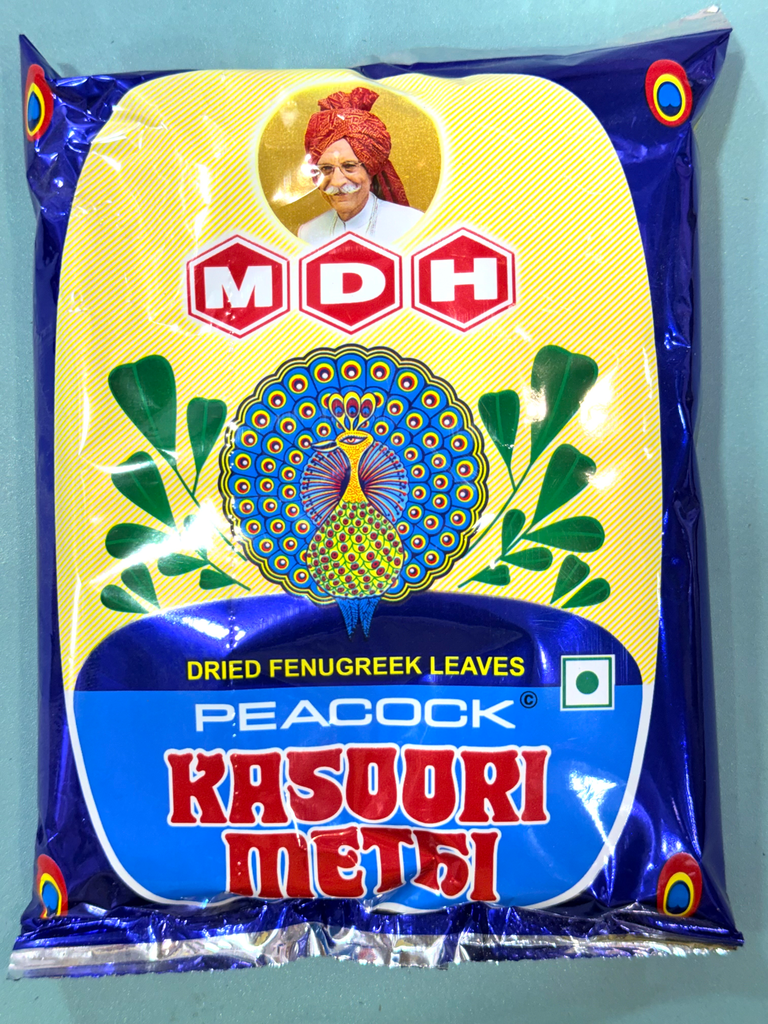 MDH
DRIED FENUGREEK LEAVES
PEACOCK ©
KASOORI
METHI